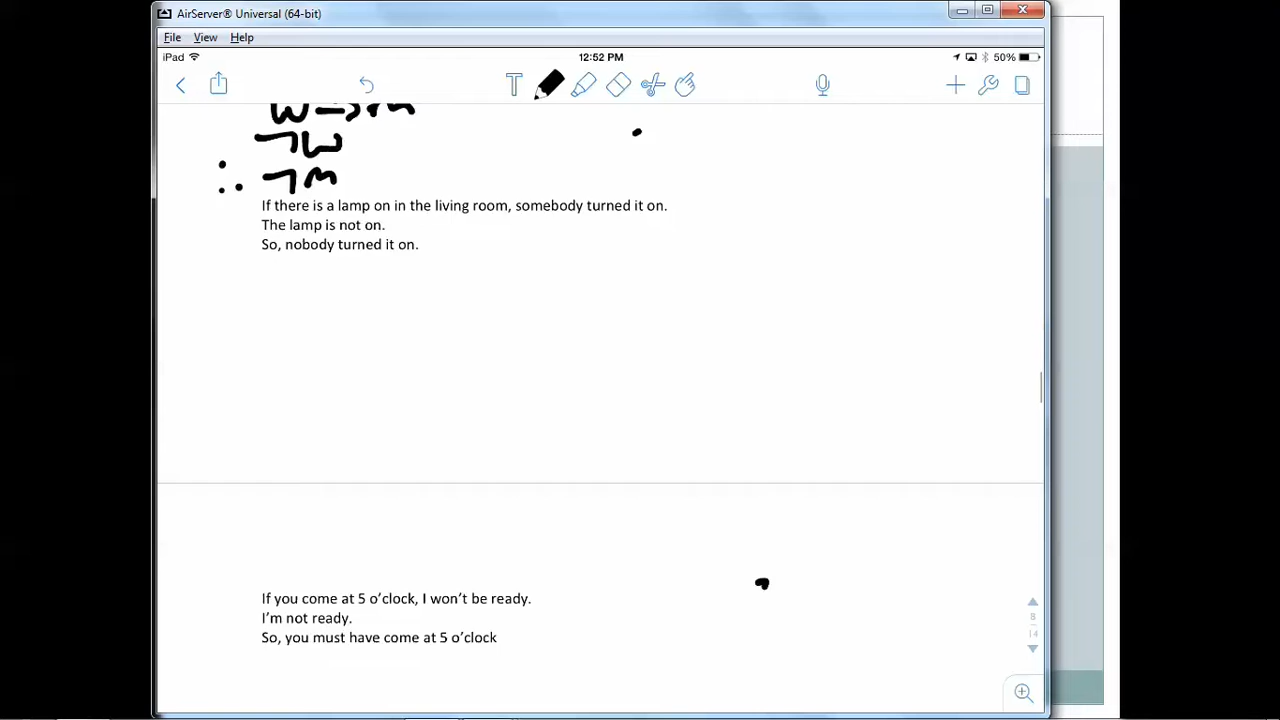 AirServer® Universal (64-bit)
File View Help
iPad 12:52 PM 50%
T
¬W
∴ ¬m
If there is a lamp on in the living room, somebody turned it on.
The lamp is not on.
So, nobody turned it on.
If you come at 5 o’clock, I won’t be ready.
I’m not ready.
So, you must have come at 5 o’clock
8
14